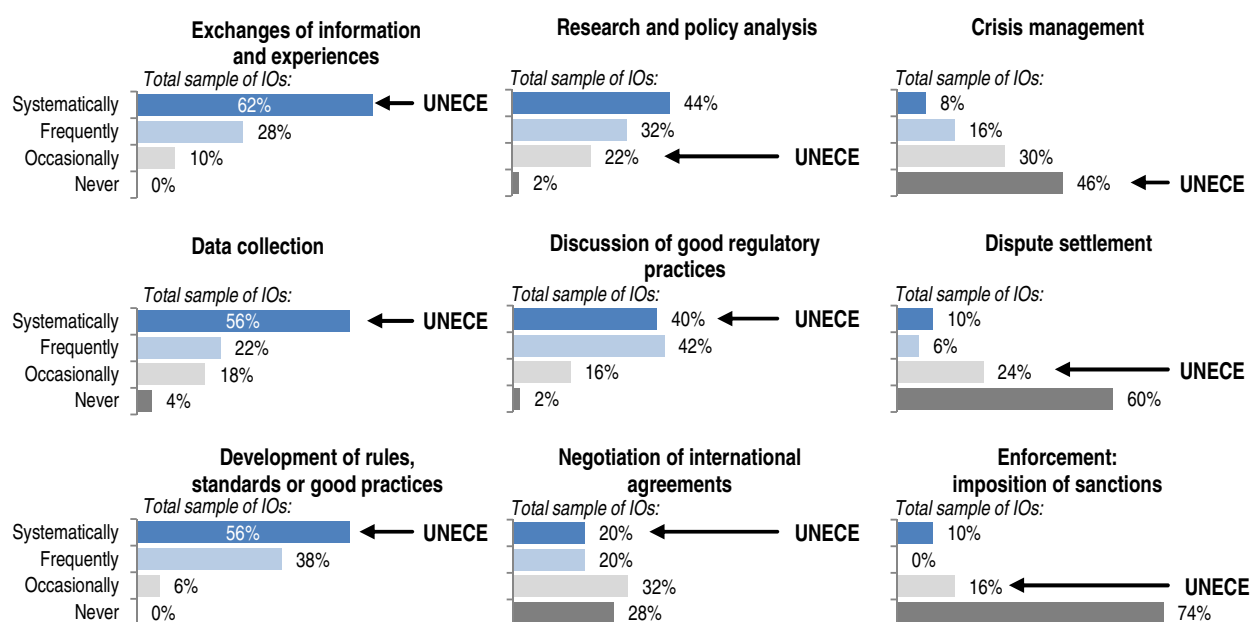 Exchanges of information
and experiences
Total sample of IOs:
Systematically 62% UNECE
Frequently 28%
Occasionally 10%
Never 0%
Research and policy analysis
Total sample of IOs:
44%
32%
22% UNECE
2%
Crisis management
Total sample of IOs:
8%
16%
30%
46% UNECE
Data collection
Total sample of IOs:
Systematically 56% UNECE
Frequently 22%
Occasionally 18%
Never 4%
Discussion of good regulatory
practices
Total sample of IOs:
40% UNECE
42%
16%
2%
Dispute settlement
Total sample of IOs:
10%
6%
24% UNECE
60%
Development of rules,
standards or good practices
Total sample of IOs:
Systematically 56% UNECE
Frequently 38%
Occasionally 6%
Never 0%
Negotiation of international
agreements
Total sample of IOs:
20% UNECE
20%
32%
28%
Enforcement:
imposition of sanctions
Total sample of IOs:
10%
0%
16% UNECE
74%